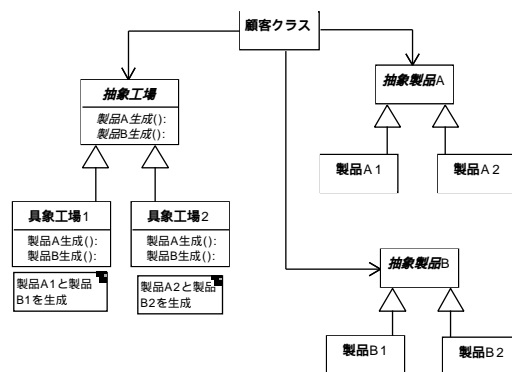 顧客クラス
抽象工場
製品A生成():
製品B生成():
抽象製品A
製品A1
製品A2
具象工場1
製品A生成():
製品B生成():
具象工場2
製品A生成():
製品B生成():
製品A1と製品
B1を生成
製品A2と製品
B2を生成
抽象製品B
製品B1
製品B2